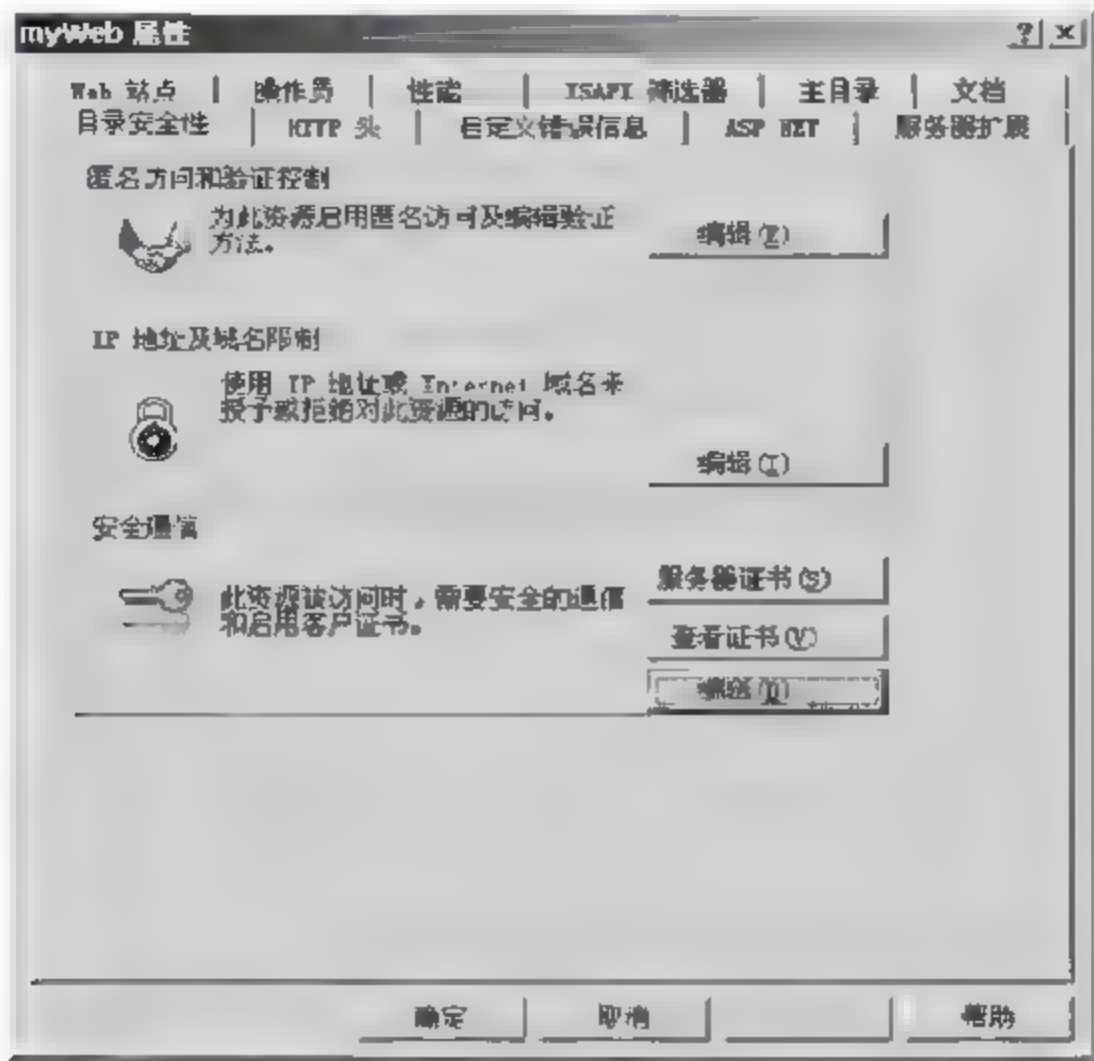 myWeb 属性
Web 站点 操作员 性能 ISAPI 筛选器 主目录 文档
目录安全性 HTTP 头 自定义错误信息 ASP NET 服务器扩展
匿名访问和验证控制
为此资源启用匿名访问及编辑验证
方法。
编辑(E)
IP 地址及域名限制
使用 IP 地址或 Internet 域名来
授予或拒绝对此资源的访问。
编辑(I)
安全通信
此资源被访问时，需要安全的通信
和启用客户证书。
服务器证书(S)
查看证书(V)
编辑(D)
确定 取消 帮助